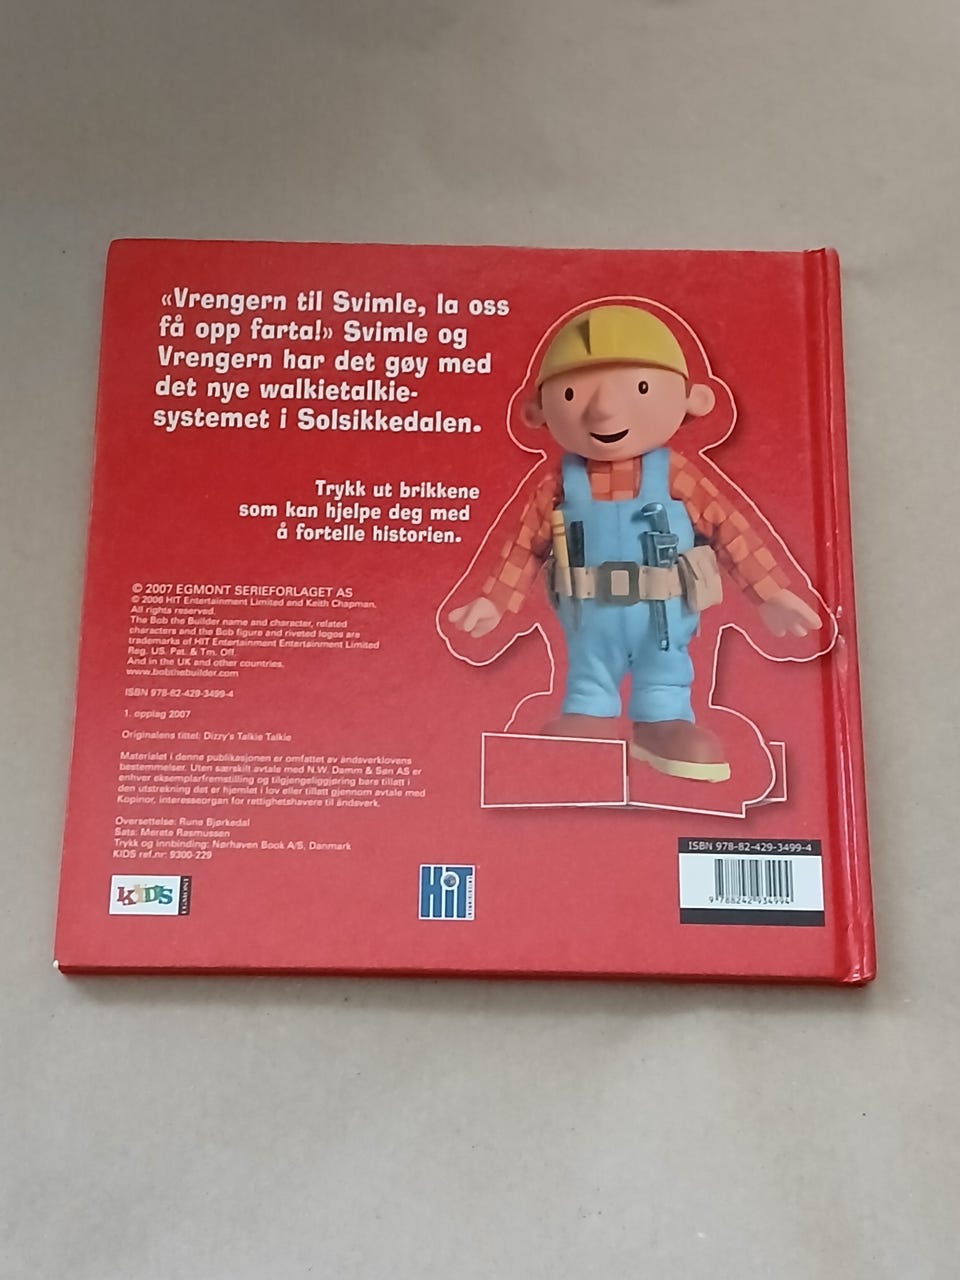 «Vrengern til Svimle, la oss
få opp farta!» Svimle og
Vrengern har det gøy med
det nye walkietalkie-
systemet i Solsikkedalen.
Trykk ut brikkene
som kan hjelpe deg med
å fortelle historien.
© 2007 EGMONT SERIEFORLAGET AS
© 2006 HIT Entertainment Limited and Keith Chapman.
All rights reserved.
The Bob the Builder name and character, related
characters and the Bob figure and riveted logos are
trademarks of HIT Entertainment Entertainment Limited
Reg. US. Pat. & Tm. Off.
And in the UK and other countries.
www.bobthebuilder.com
ISBN 978-82-429-3499-4
1. opplag 2007
Originalens tittel: Dizzy's Talkie Talkie
Materialet i denne publikasjonen er omfattet av åndsverklovens
bestemmelser. Uten særskilt avtale med N.W. Damm & Søn AS er
enhver eksemplarfremstilling og tilgjengeliggjøring bare tillatt i
den utstrekning det er hjemlet i lov eller tillatt gjennom avtale med
Kopinor, interesseorgan for rettighetshavere til åndsverk.
Oversettelse: Rune Bjørkedal
Sats: Merete Rasmussen
Trykk og innbinding: Nørhaven Book A/S, Danmark
KIDS ref.nr: 9300-229
KIDS
EGMONT
HiT
ENTERTAINMENT
ISBN 978-82-429-3499-4
9 788242 934994